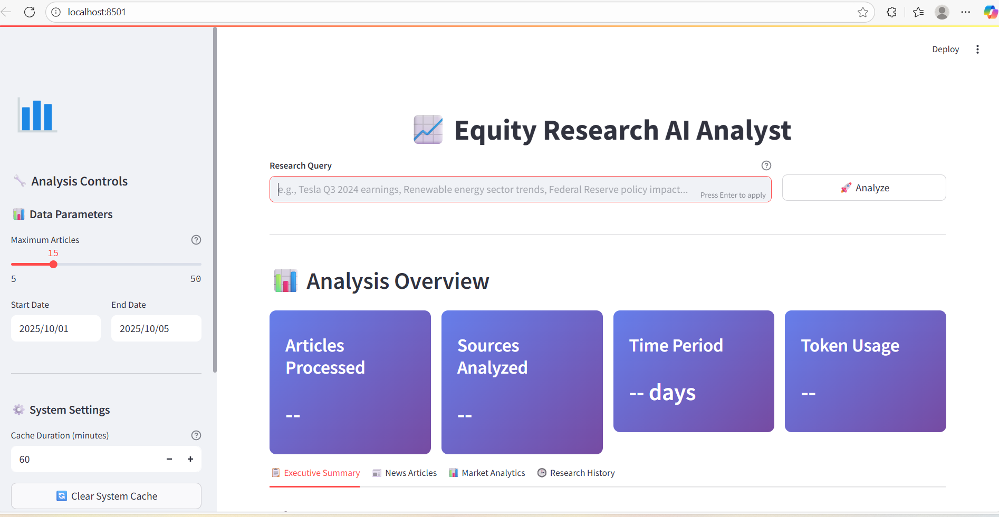 localhost:8501
Deploy
Analysis Controls
Data Parameters
Maximum Articles
15
5 50
Start Date End Date
2025/10/01 2025/10/05
System Settings
Cache Duration (minutes)
60
Clear System Cache
Equity Research AI Analyst
Research Query
e.g., Tesla Q3 2024 earnings, Renewable energy sector trends, Federal Reserve policy impact...
Press Enter to apply
Analyze
Analysis Overview
Articles
Processed
--
Sources
Analyzed
--
Time Period
-- days
Token Usage
--
Executive Summary News Articles Market Analytics Research History